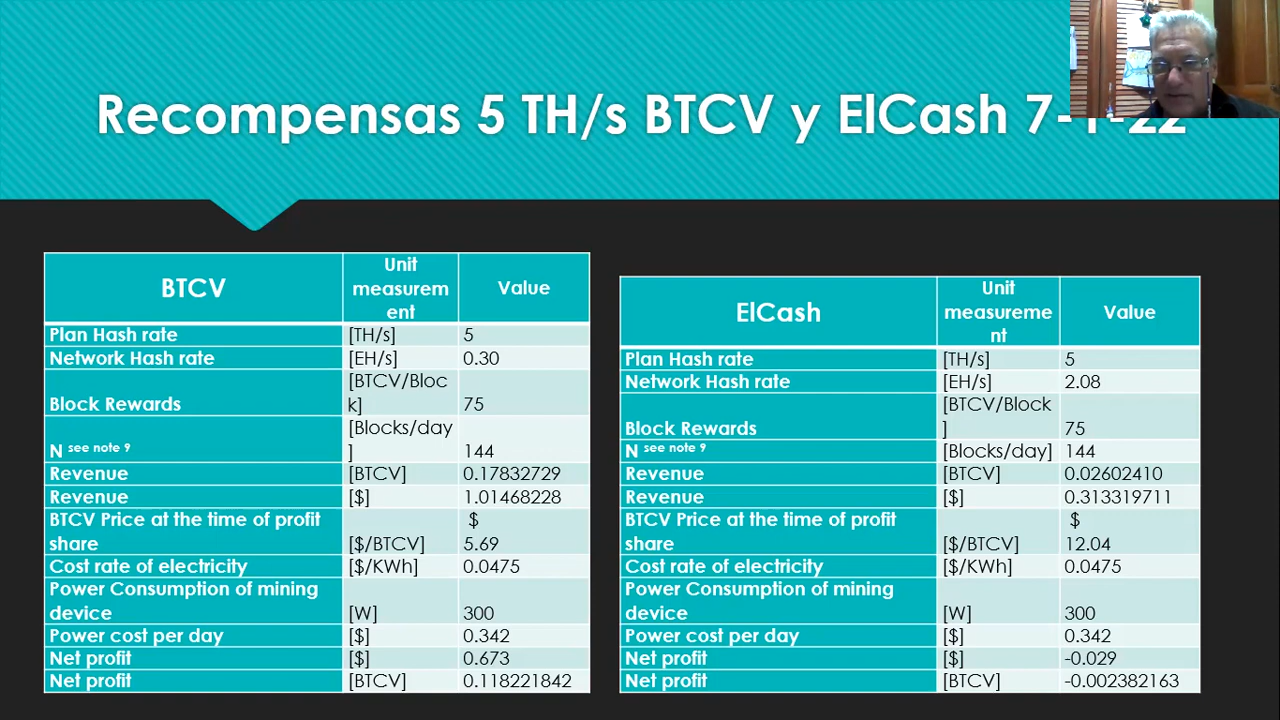 Recompensas 5 TH/s BTCV y ElCash 7-1-22
BTCV
Unit
measurem
ent
Value
Plan Hash rate [TH/s] 5
Network Hash rate [EH/s] 0.30
[BTCV/Bloc
Block Rewards k] 75
[Blocks/day
N see note 9 ] 144
Revenue [BTCV] 0.17832729
Revenue [$] 1.01468228
BTCV Price at the time of profit $
share [$/BTCV] 5.69
Cost rate of electricity [$/KWh] 0.0475
Power Consumption of mining
device [W] 300
Power cost per day [$] 0.342
Net profit [$] 0.673
Net profit [BTCV] 0.118221842
ElCash
Unit
measureme
nt
Value
Plan Hash rate [TH/s] 5
Network Hash rate [EH/s] 2.08
[BTCV/Block
Block Rewards ] 75
N see note 9 [Blocks/day] 144
Revenue [BTCV] 0.02602410
Revenue [$] 0.313319711
BTCV Price at the time of profit $
share [$/BTCV] 12.04
Cost rate of electricity [$/KWh] 0.0475
Power Consumption of mining
device [W] 300
Power cost per day [$] 0.342
Net profit [$] -0.029
Net profit [BTCV] -0.002382163